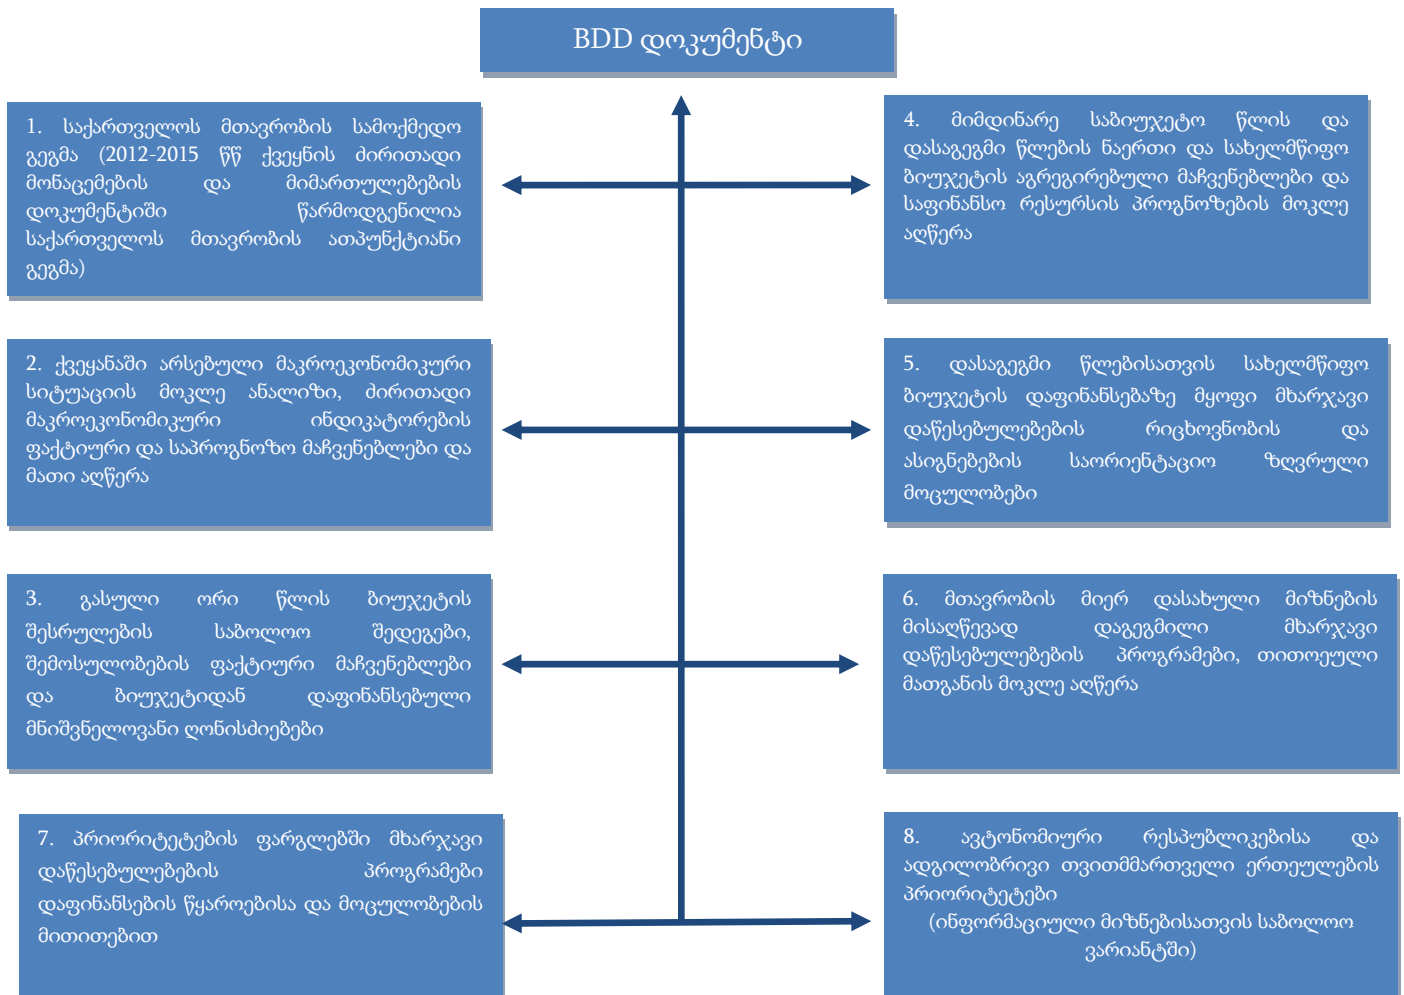 BDD დოკუმენტი
1. საქართველოს მთავრობის სამოქმედო
გეგმა (2012-2015 წწ ქვეყნის ძირითადი
მონაცემების და მიმართულებების
დოკუმენტიში წარმოდგენილია
საქართველოს მთავრობის ათპუნქტიანი
გეგმა)
2. ქვეყანაში არსებული მაკროეკონომიკური
სიტუაციის მოკლე ანალიზი, ძირითადი
მაკროეკონომიკური ინდიკატორების
ფაქტიური და საპროგნოზო მაჩვენებლები და
მათი აღწერა
3. გასული ორი წლის ბიუჯეტის
შესრულების საბოლოო შედეგები,
შემოსულობების ფაქტიური მაჩვენებლები
და ბიუჯეტიდან დაფინანსებული
მნიშვნელოვანი ღონისძიებები
4. მიმდინარე საბიუჯეტო წლის და
დასაგეგმი წლების ნაერთი და სახელმწიფო
ბიუჯეტის აგრეგირებული მაჩვენებლები და
საფინანსო რესურსის პროგნოზების მოკლე
აღწერა
5. დასაგეგმი წლებისათვის სახელმწიფო
ბიუჯეტის დაფინანსებაზე მყოფი მხარჯავი
დაწესებულებების რიცხოვნობის და
ასიგნებების საორიენტაციო ზღვრული
მოცულობები
6. მთავრობის მიერ დასახული მიზნების
მისაღწევად დაგეგმილი მხარჯავი
დაწესებულებების პროგრამები, თითოეული
მათგანის მოკლე აღწერა
7. პრიორიტეტების ფარგლებში მხარჯავი
დაწესებულებების პროგრამები
დაფინანსების წყაროებისა და მოცულობების
მითითებით
8. ავტონომიური რესპუბლიკებისა და
ადგილობრივი თვითმმართველი ერთეულების
პრიორიტეტები
(ინფორმაციული მიზნებისათვის საბოლოო
ვარიანტში)